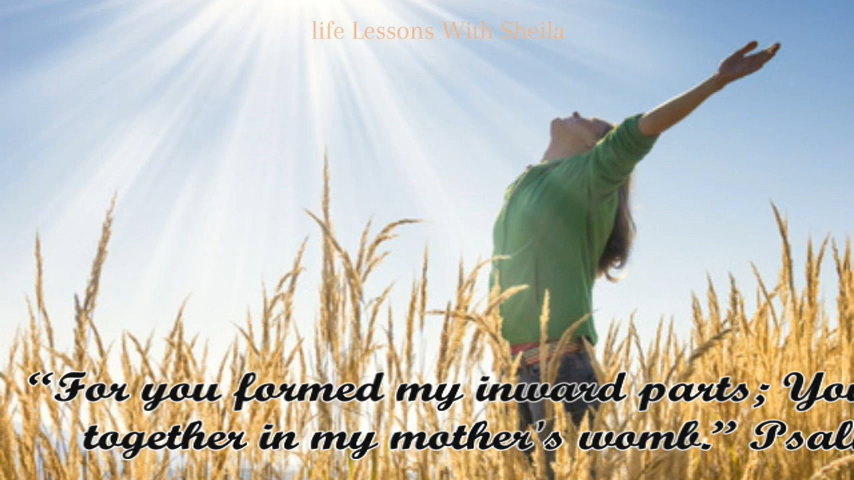 life Lessons With Sheila
“For you formed my inward parts; You
together in my mother's womb.” Psal